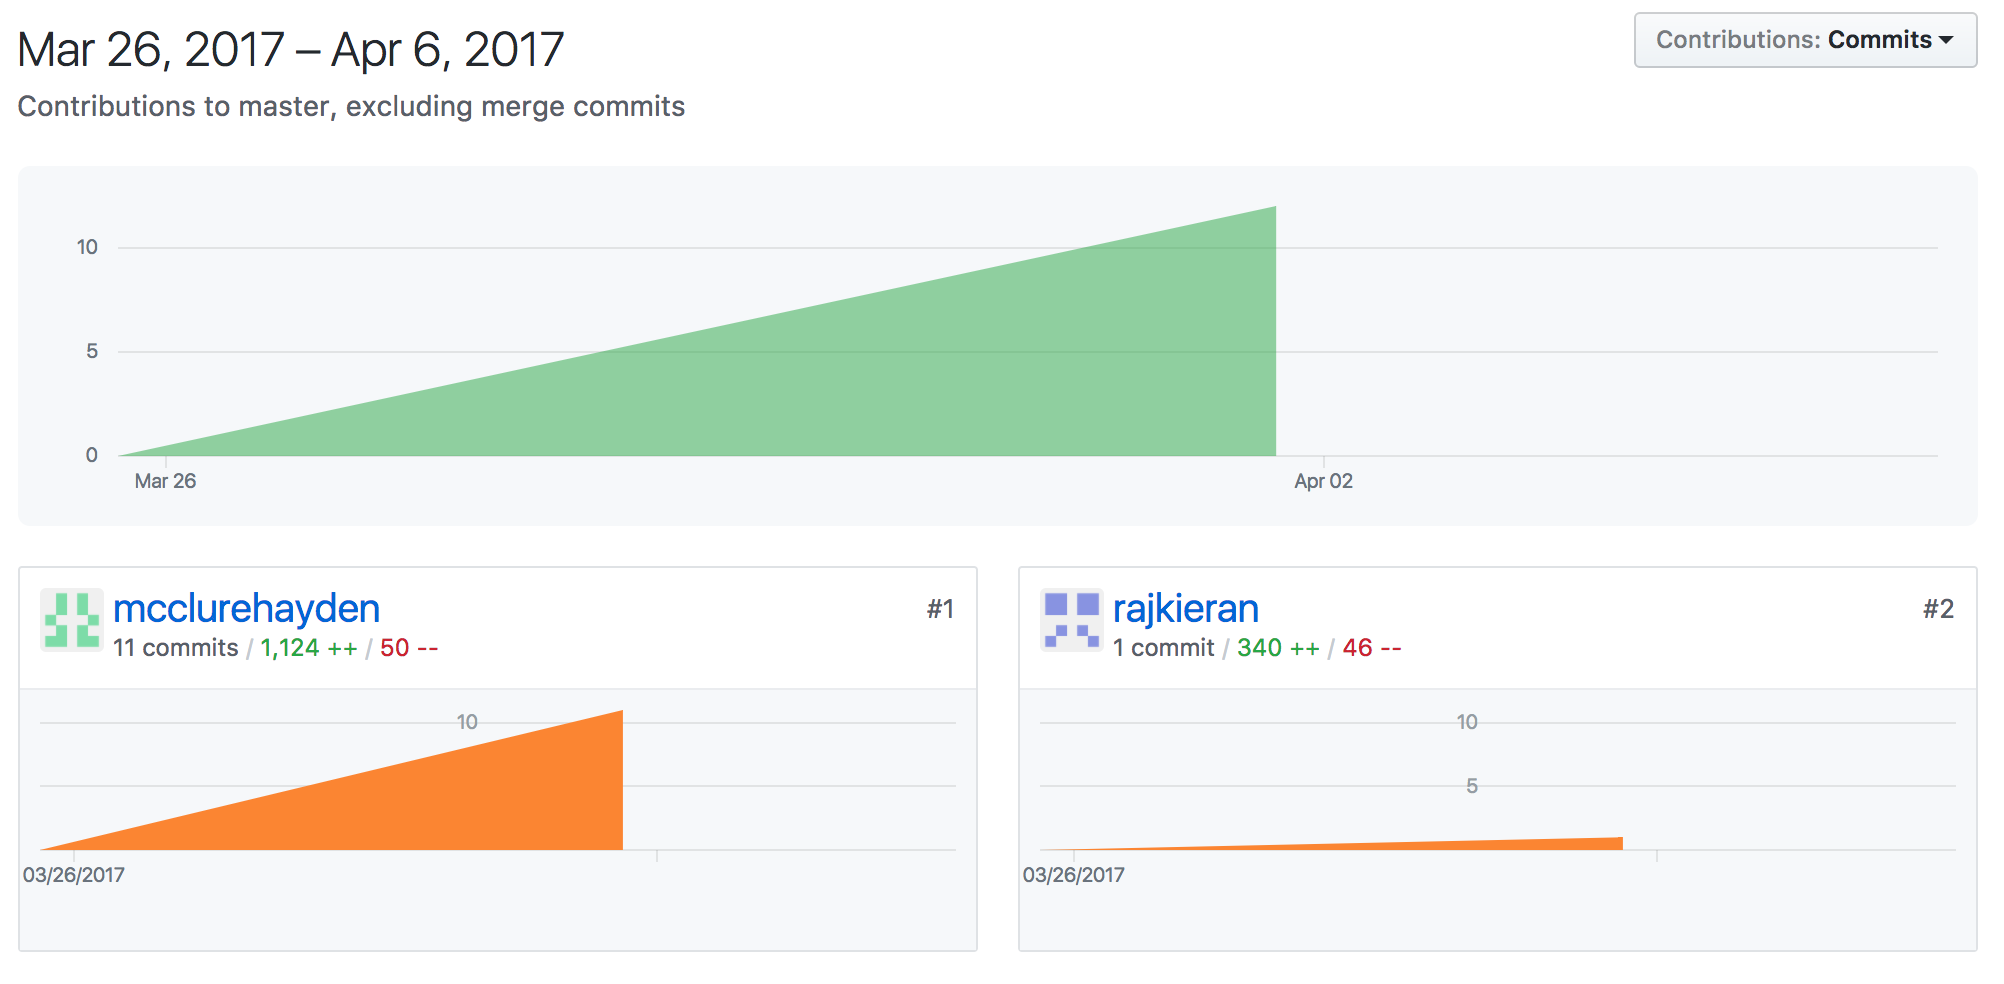 Mar 26, 2017 – Apr 6, 2017
Contributions: Commits
Contributions to master, excluding merge commits
10
5
0
Mar 26
Apr 02
mcclurehayden
#1
11 commits / 1,124 ++ / 50 --
10
03/26/2017
rajkieran
#2
1 commit / 340 ++ / 46 --
10
5
03/26/2017